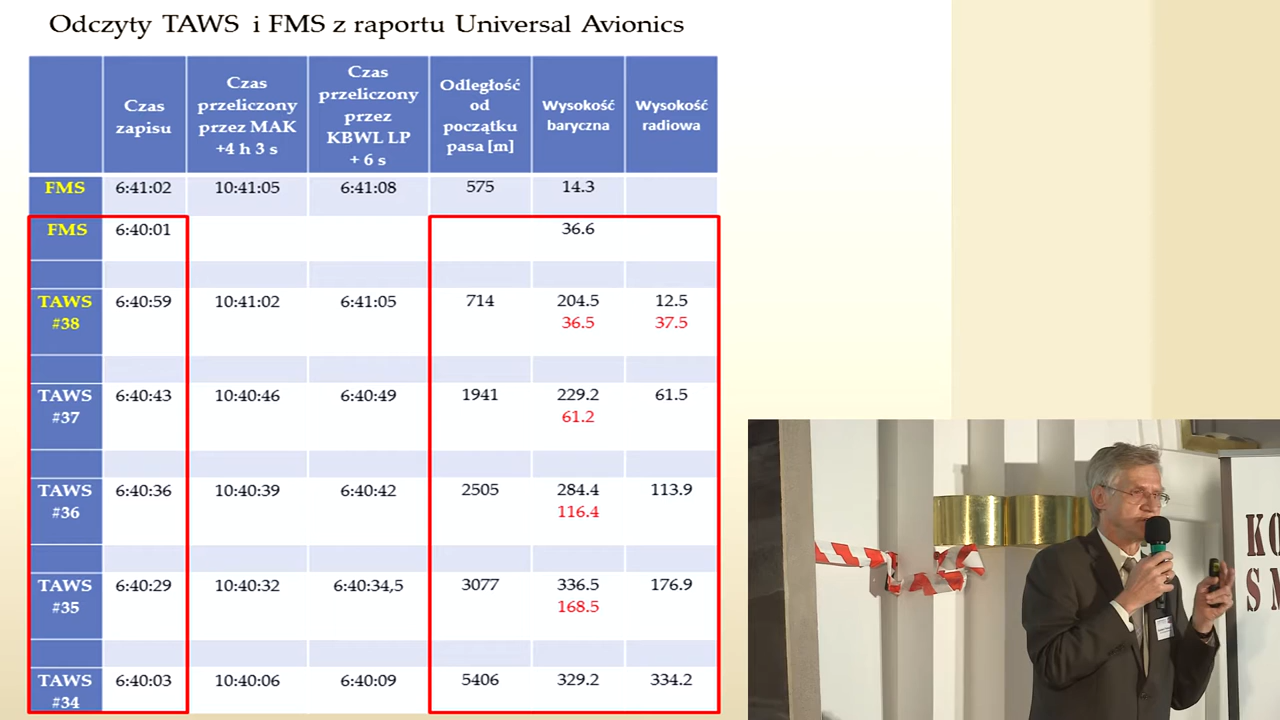 Odczyty TAWS i FMS z raportu Universal Avionics
Czas
zapisu
Czas
przeliczony
przez MAK
+4 h 3 s
Czas
przeliczony
przez
KBWL LP
+ 6 s
Odległość
od
początku
pasa [m]
Wysokość
baryczna
Wysokość
radiowa
FMS 6:41:02 10:41:05 6:41:08 575 14.3
FMS 6:40:01 36.6
TAWS 6:40:59 10:41:02 6:41:05 714 204.5 12.5
#38 36.5 37.5
TAWS 6:40:43 10:40:46 6:40:49 1941 229.2 61.5
#37 61.2
TAWS 6:40:36 10:40:39 6:40:42 2505 284.4 113.9
#36 116.4
TAWS 6:40:29 10:40:32 6:40:34,5 3077 336.5 176.9
#35 168.5
TAWS 6:40:03 10:40:06 6:40:09 5406 329.2 334.2
#34
KO
SM